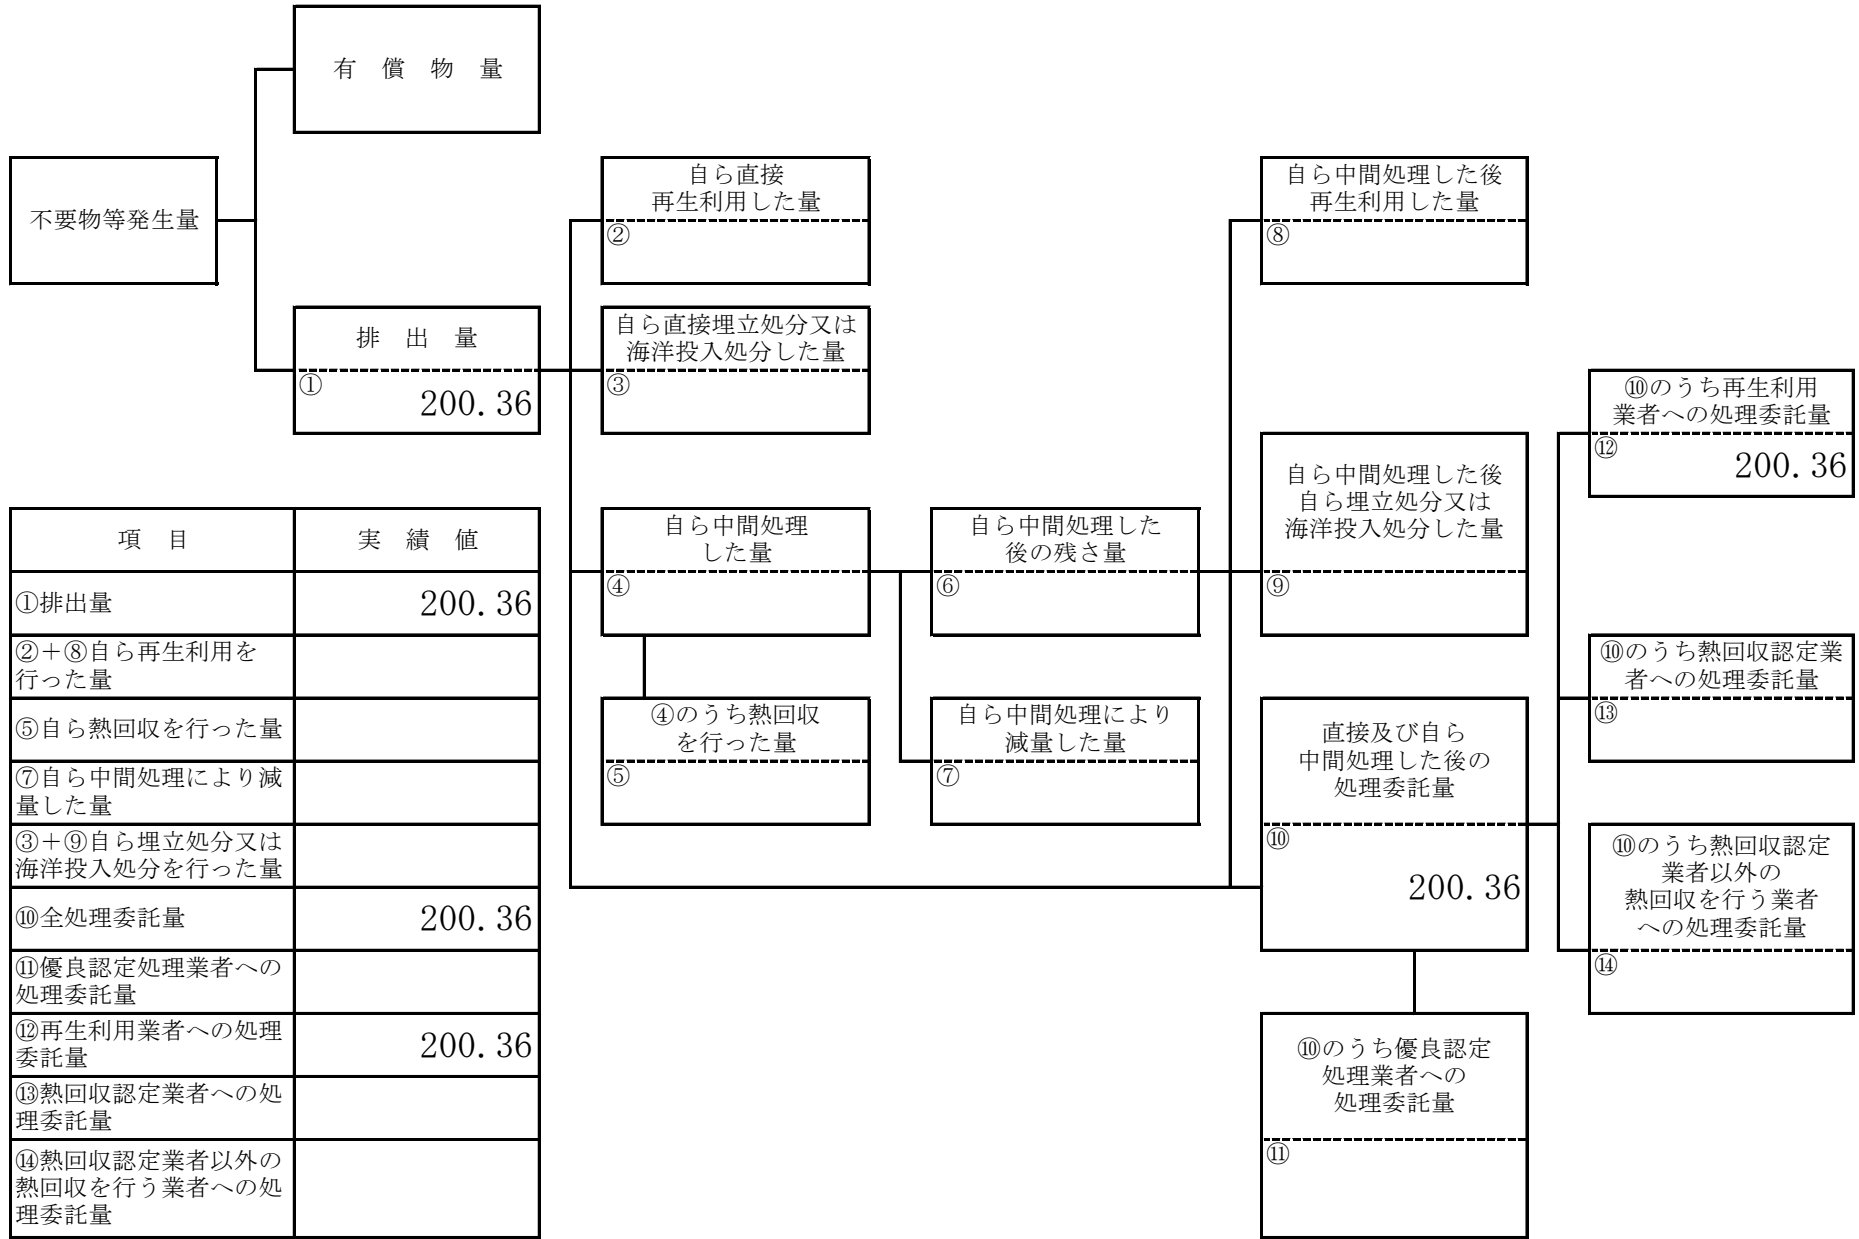 有 償 物 量
不要物等発生量
排 出 量
①
200.36
自ら直接
再生利用した量
②
自ら直接埋立処分又は
海洋投入処分した量
③
自ら中間処理
した量
④
④のうち熱回収
を行った量
⑤
自ら中間処理した
後の残さ量
⑥
自ら中間処理により
減量した量
⑦
自ら中間処理した後
再生利用した量
⑧
自ら中間処理した後
自ら埋立処分又は
海洋投入処分した量
⑨
直接及び自ら
中間処理した後の
処理委託量
⑩
200.36
⑩のうち優良認定
処理業者への
処理委託量
⑪
⑩のうち再生利用
業者への処理委託量
⑫
200.36
⑩のうち熱回収認定業
者への処理委託量
⑬
⑩のうち熱回収認定
業者以外の
熱回収を行う業者
への処理委託量
⑭
項 目 実 績 値
①排出量 200.36
②＋⑧自ら再生利用を
行った量
⑤自ら熱回収を行った量
⑦自ら中間処理により減
量した量
③＋⑨自ら埋立処分又は
海洋投入処分を行った量
⑩全処理委託量 200.36
⑪優良認定処理業者への
処理委託量
⑫再生利用業者への処理
委託量
200.36
⑬熱回収認定業者への処
理委託量
⑭熱回収認定業者以外の
熱回収を行う業者への処
理委託量